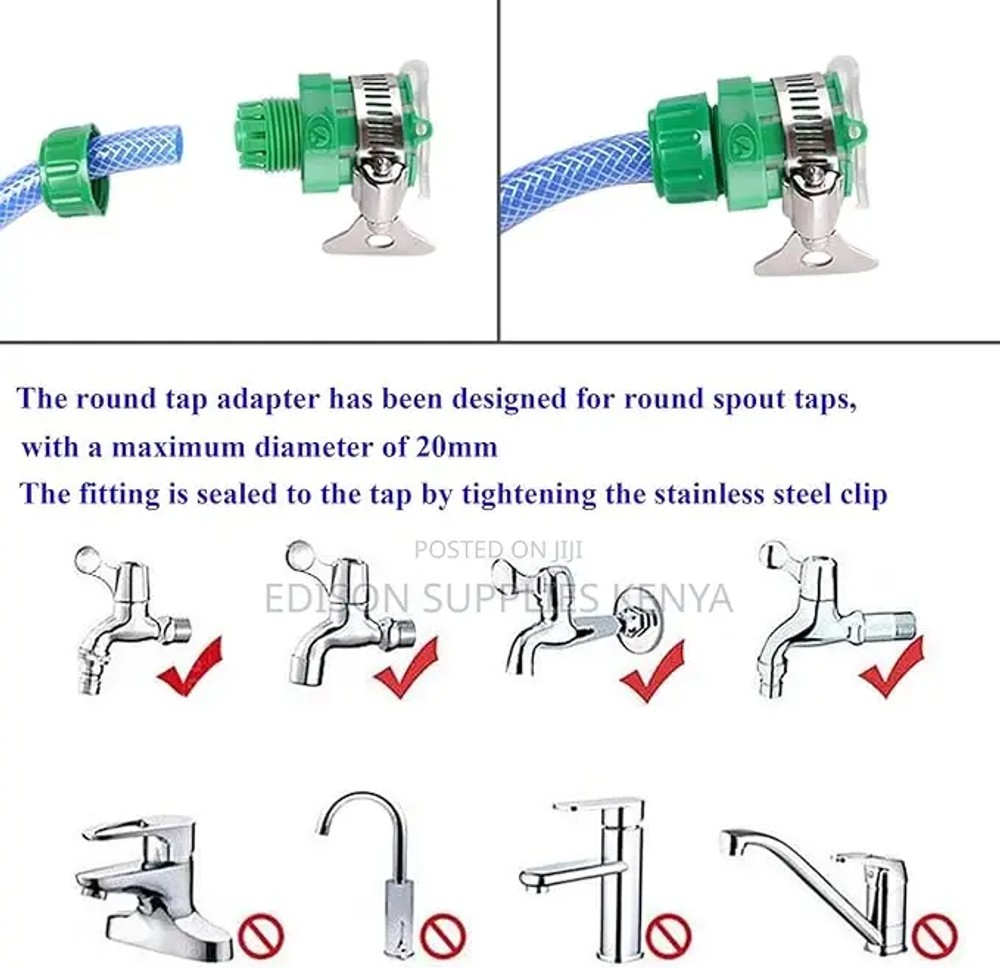 The round tap adapter has been designed for round spout taps,
with a maximum diameter of 20mm
The fitting is sealed to the tap by tightening the stainless steel clip
POSTED ON JIJI
EDISON SUPPLIES KENYA